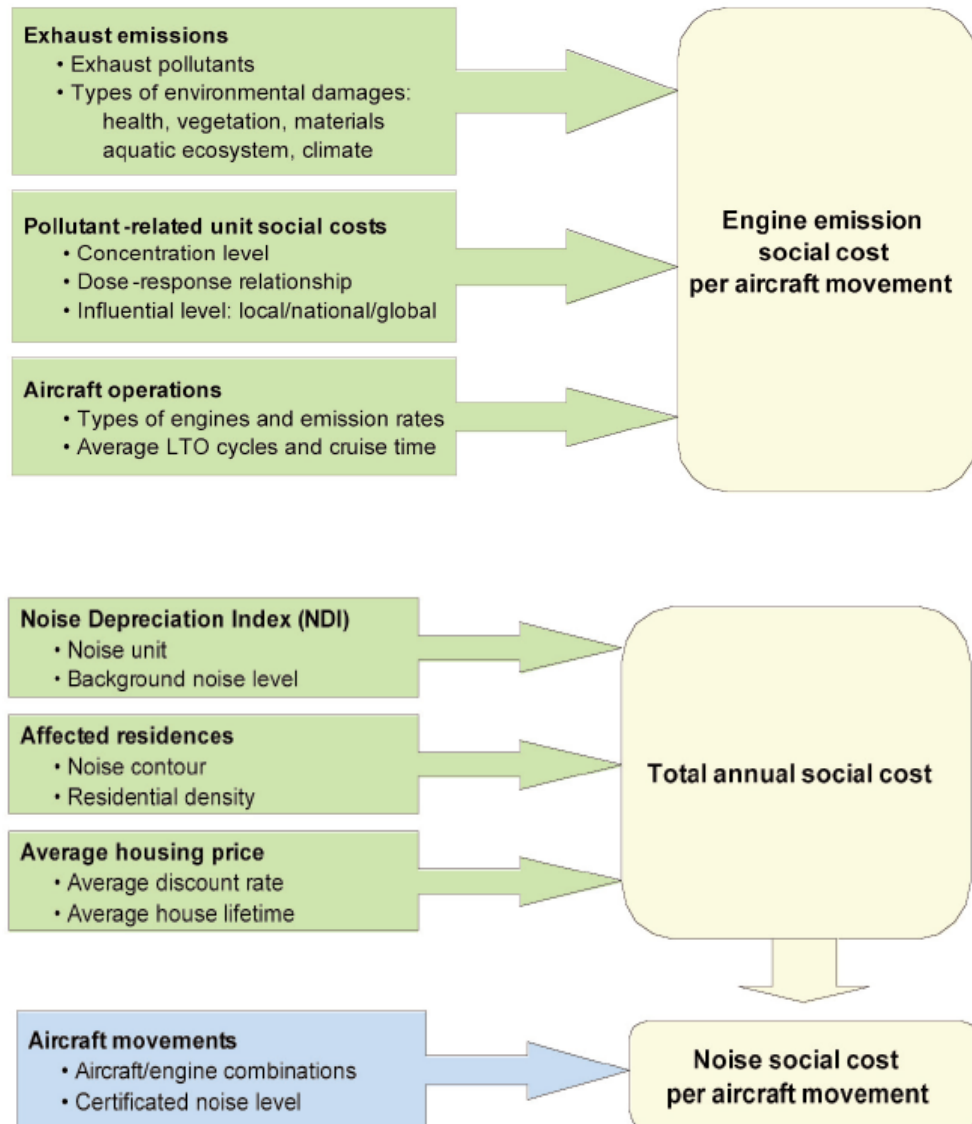 Exhaust emissions
• Exhaust pollutants
• Types of environmental damages:
health, vegetation, materials
aquatic ecosystem, climate
Pollutant-related unit social costs
• Concentration level
• Dose-response relationship
• Influential level: local/national/global
Aircraft operations
• Types of engines and emission rates
• Average LTO cycles and cruise time
Engine emission
social cost
per aircraft movement
Noise Depreciation Index (NDI)
• Noise unit
• Background noise level
Affected residences
• Noise contour
• Residential density
Average housing price
• Average discount rate
• Average house lifetime
Total annual social cost
Aircraft movements
• Aircraft/engine combinations
• Certificated noise level
Noise social cost
per aircraft movement